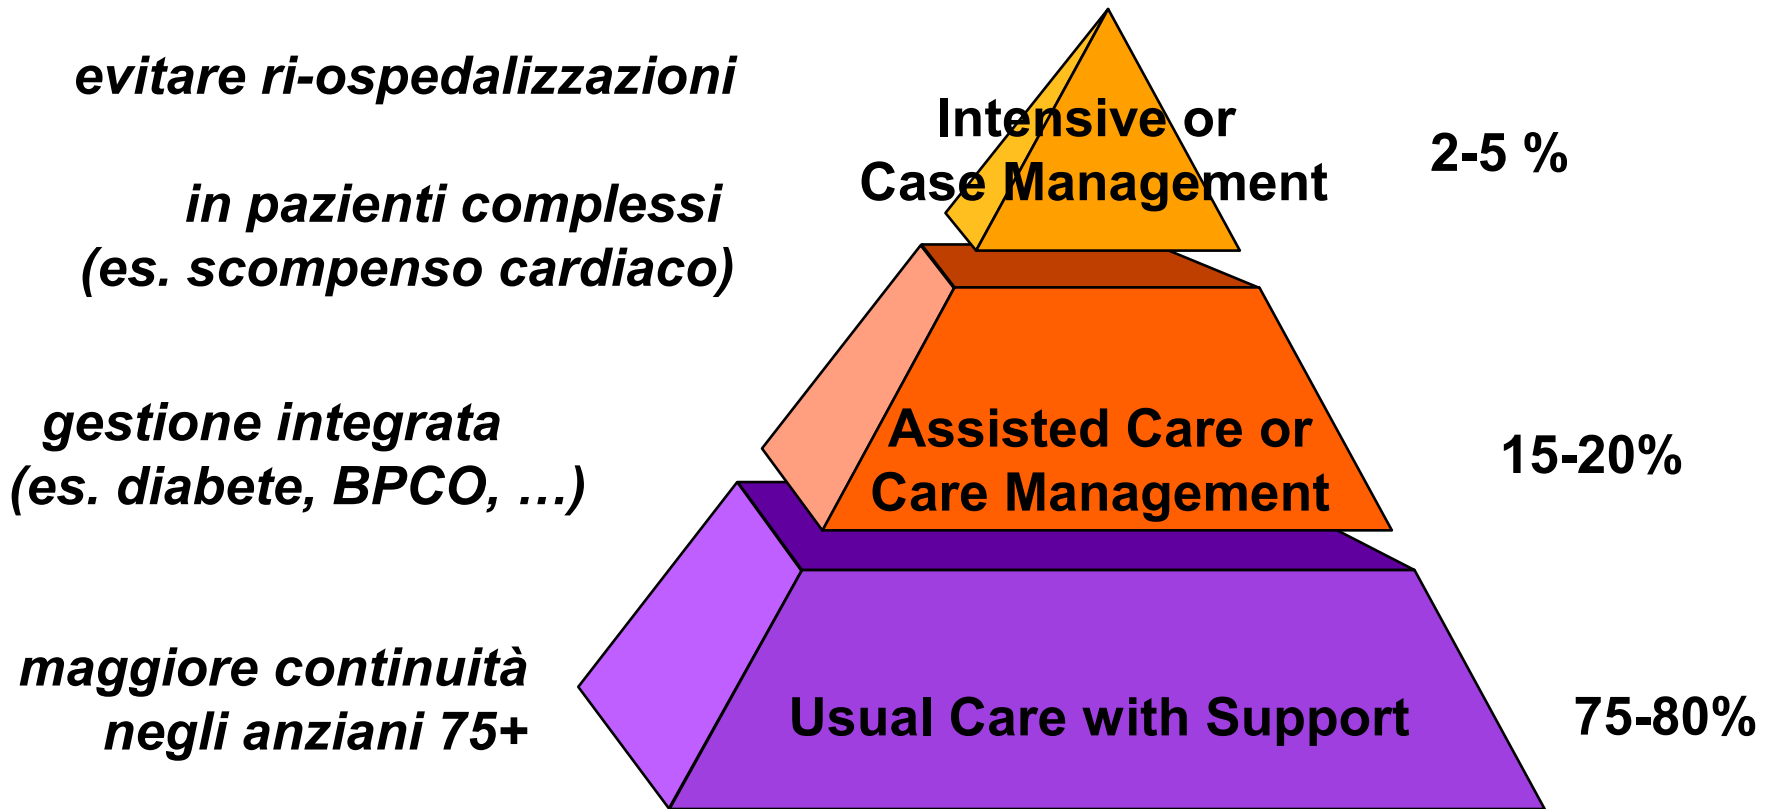 evitare ri-ospedalizzazioni
in pazienti complessi
(es. scompenso cardiaco)
Intensive or
Case Management
2-5 %
gestione integrata
(es. diabete, BPCO, …)
Assisted Care or
Care Management
15-20%
maggiore continuità
negli anziani 75+
Usual Care with Support
75-80%